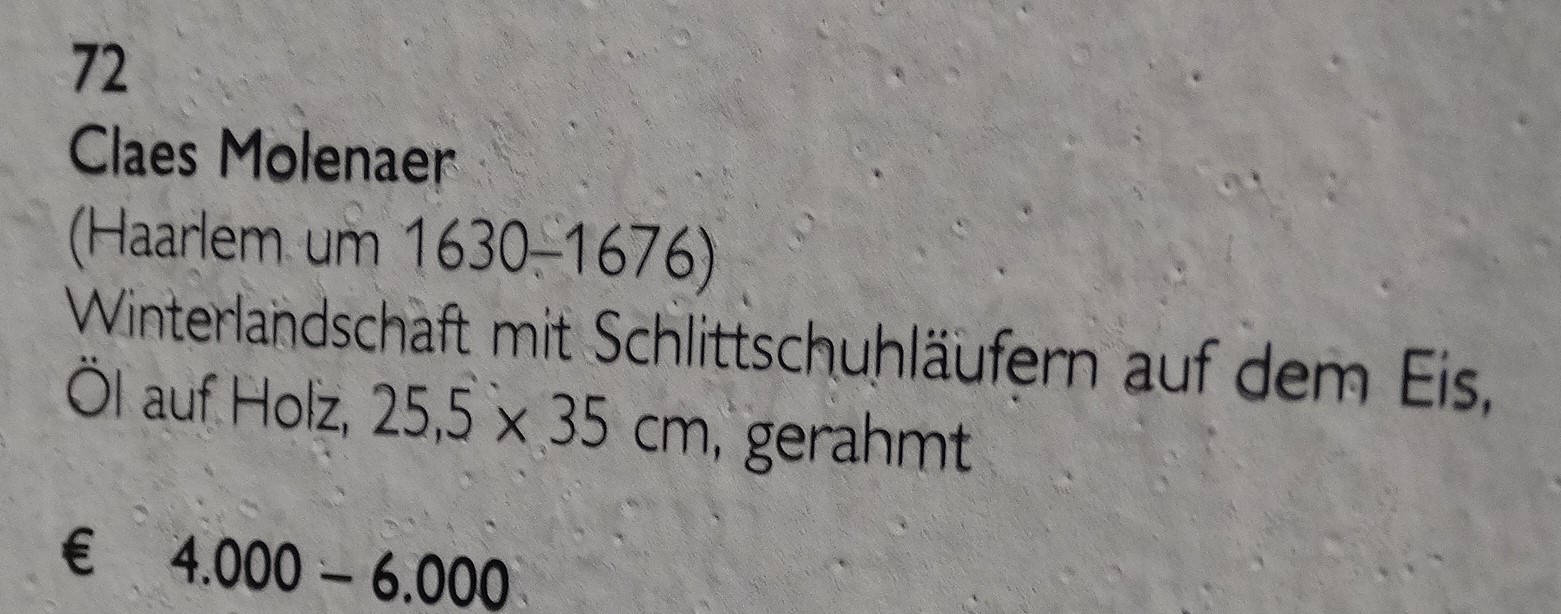 72
Claes Molenaer
(Haarlem um 1630–1676)
Winterlandschaft mit Schlittschuhläufern auf dem Eis,
Öl auf Holz, 25,5 x 35 cm, gerahmt
€ 4.000 – 6.000